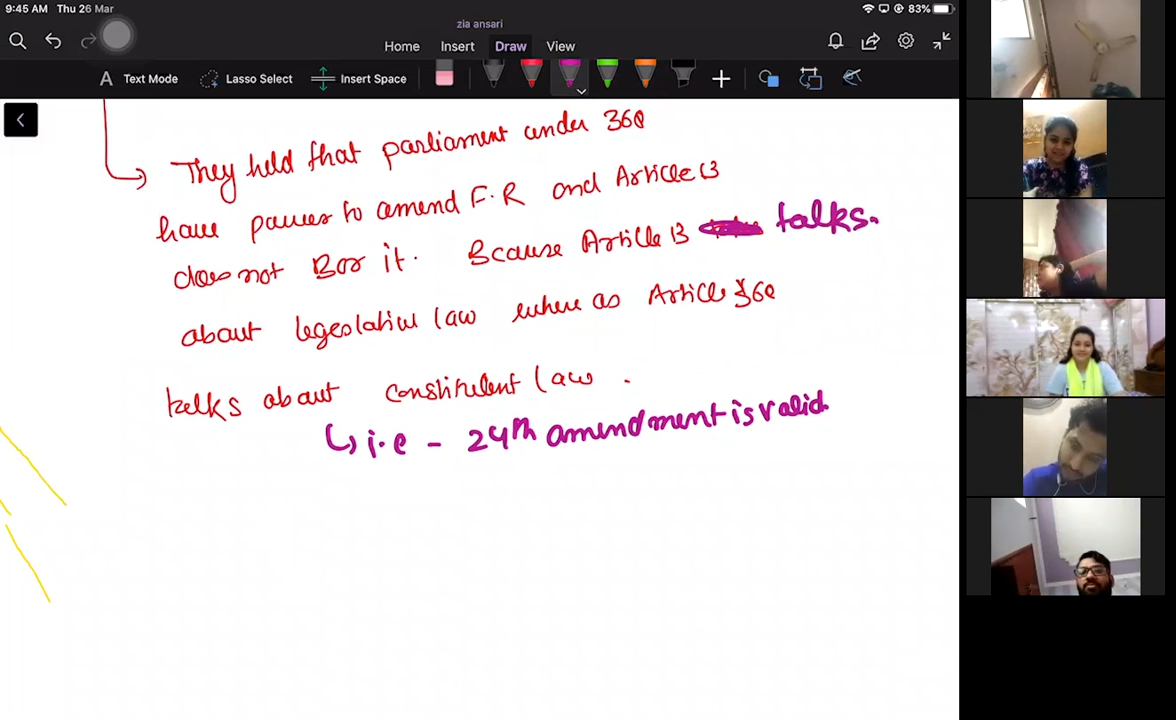 9:45 AM Thu 26 Mar
83%
zia ansari
Home Insert Draw View
Text Mode Lasso Select Insert Space
They held that parliament under 368
have powers to amend F.R and Article 13
does not Bar it. Because Article 13 talks.
about legeslative law where as Article 368
talks about constituent law .
i.e - 24th amendment is valid.